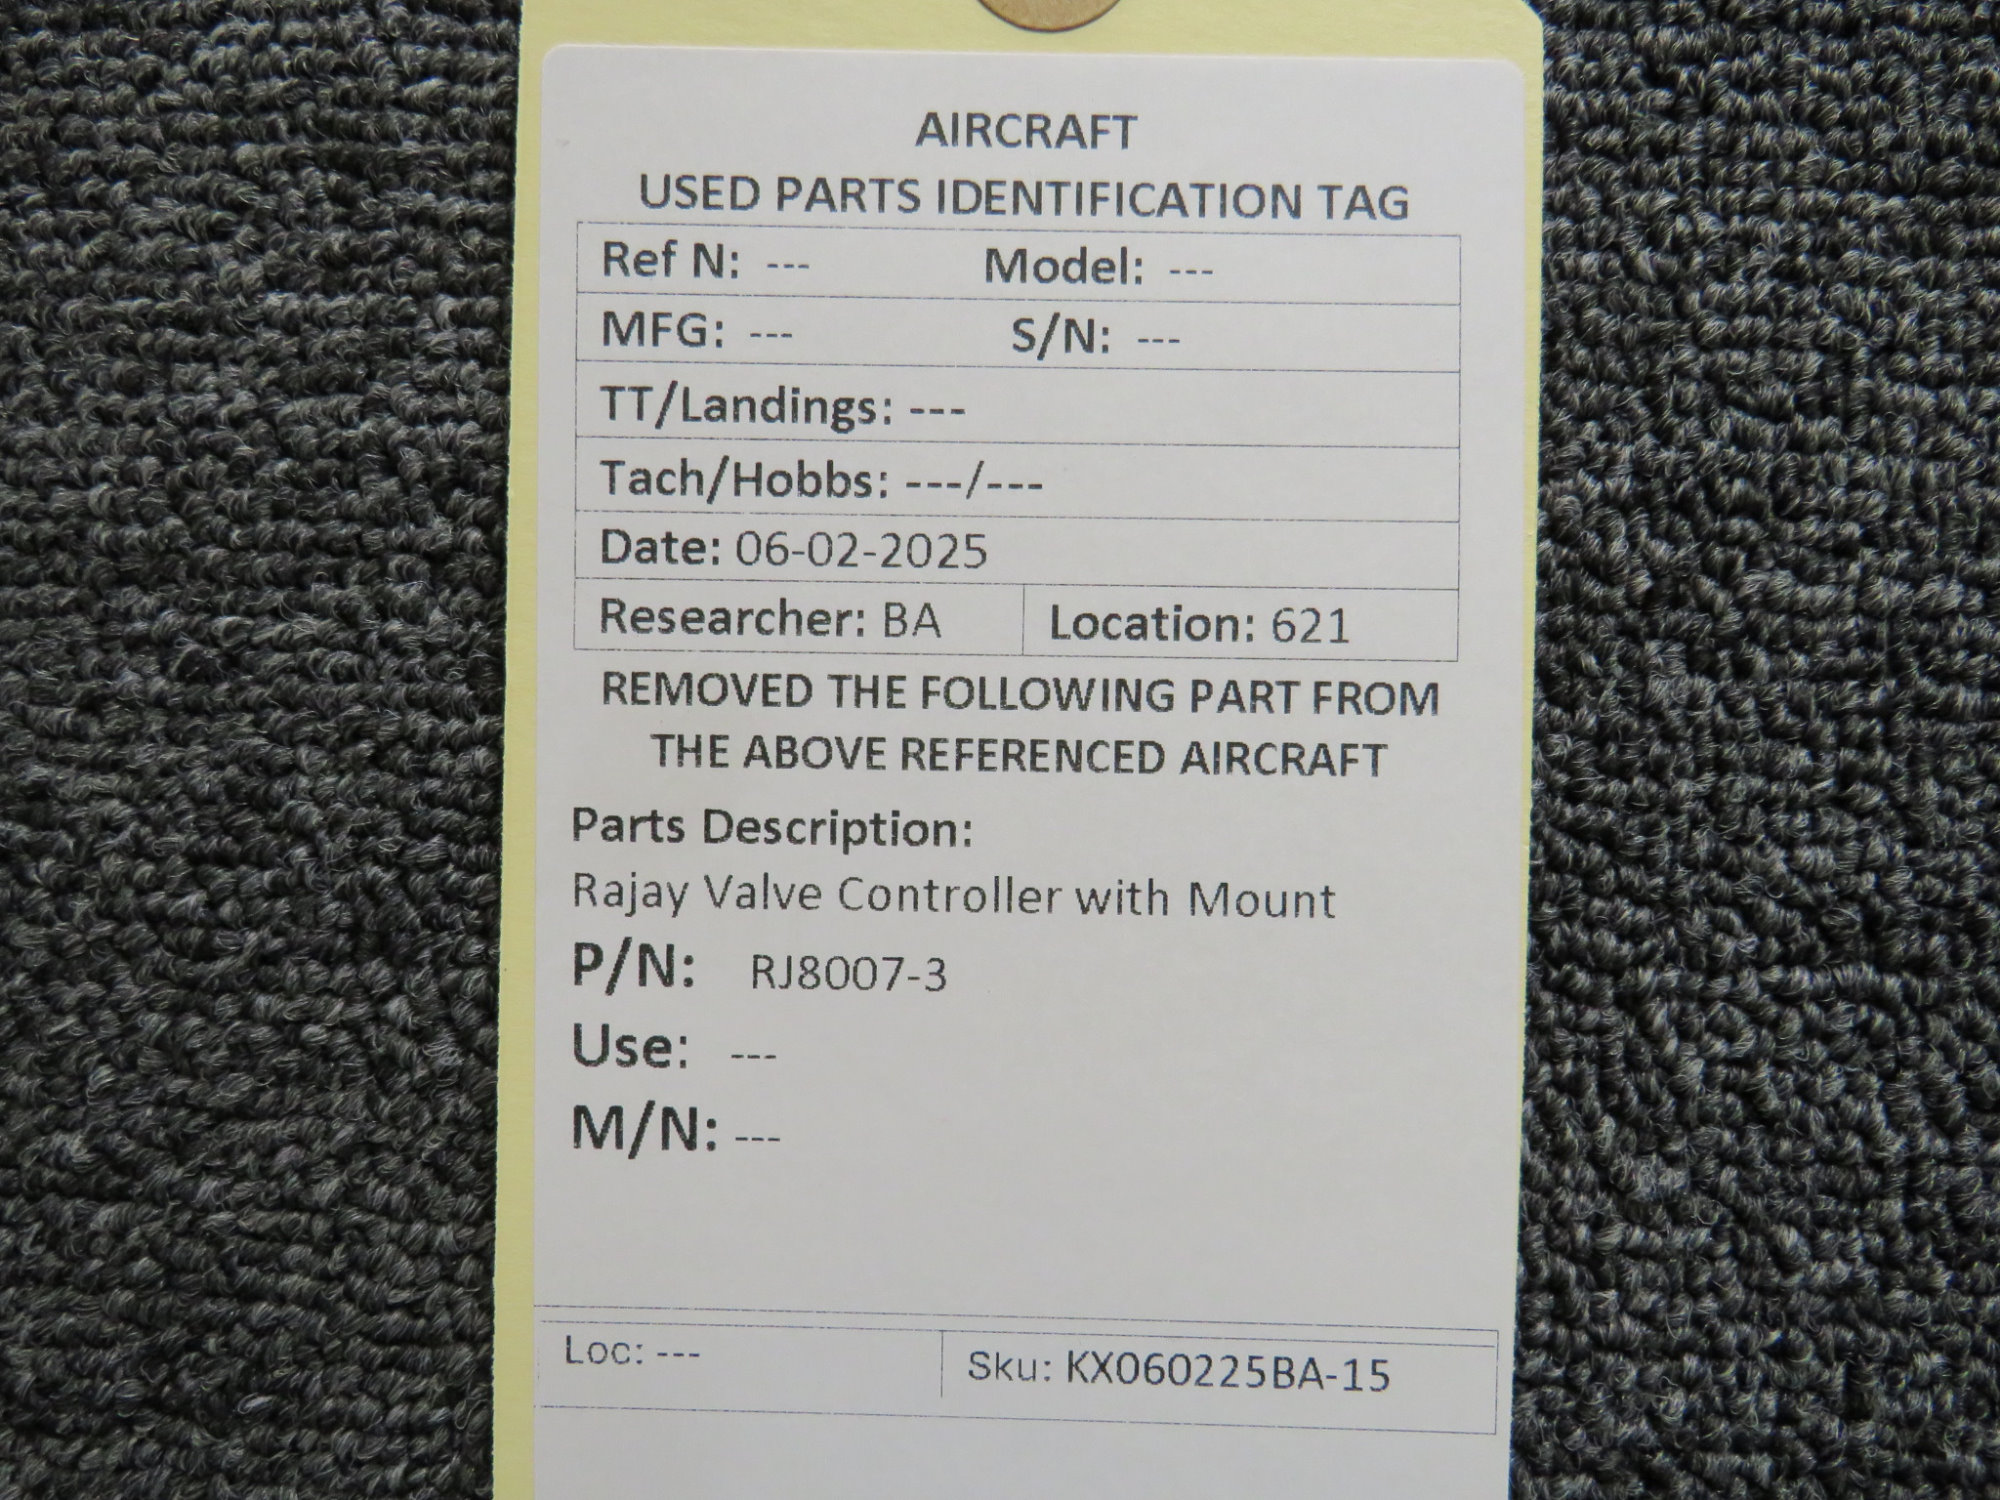 AIRCRAFT
USED PARTS IDENTIFICATION TAG
Ref N: --- Model: ---
MFG: --- S/N: ---
TT/Landings: ---
Tach/Hobbs: ---/---
Date: 06-02-2025
Researcher: BA Location: 621
REMOVED THE FOLLOWING PART FROM
THE ABOVE REFERENCED AIRCRAFT
Parts Description:
Rajay Valve Controller with Mount
P/N: RJ8007-3
Use: ---
M/N: ---
Loc: --- Sku: KX060225BA-15